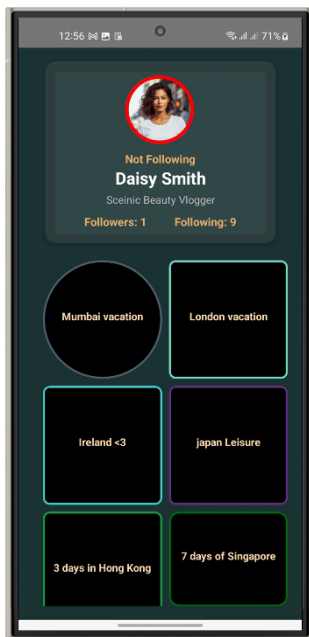 12:56 71%
Not Following
Daisy Smith
Sceinic Beauty Vlogger
Followers: 1 Following: 9
Mumbai vacation London vacation
Ireland <3 japan Leisure
3 days in Hong Kong 7 days of Singapore